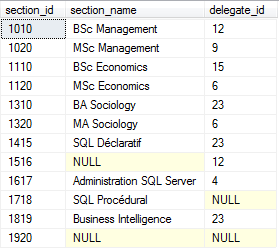 section_id section_name delegate_id
1010 BSc Management 12
1020 MSc Management 9
1110 BSc Economics 15
1120 MSc Economics 6
1310 BA Sociology 23
1320 MA Sociology 6
1415 SQL Déclaratif 23
1516 NULL 12
1617 Administration SQL Server 4
1718 SQL Procédural NULL
1819 Business Intelligence 23
1920 NULL NULL